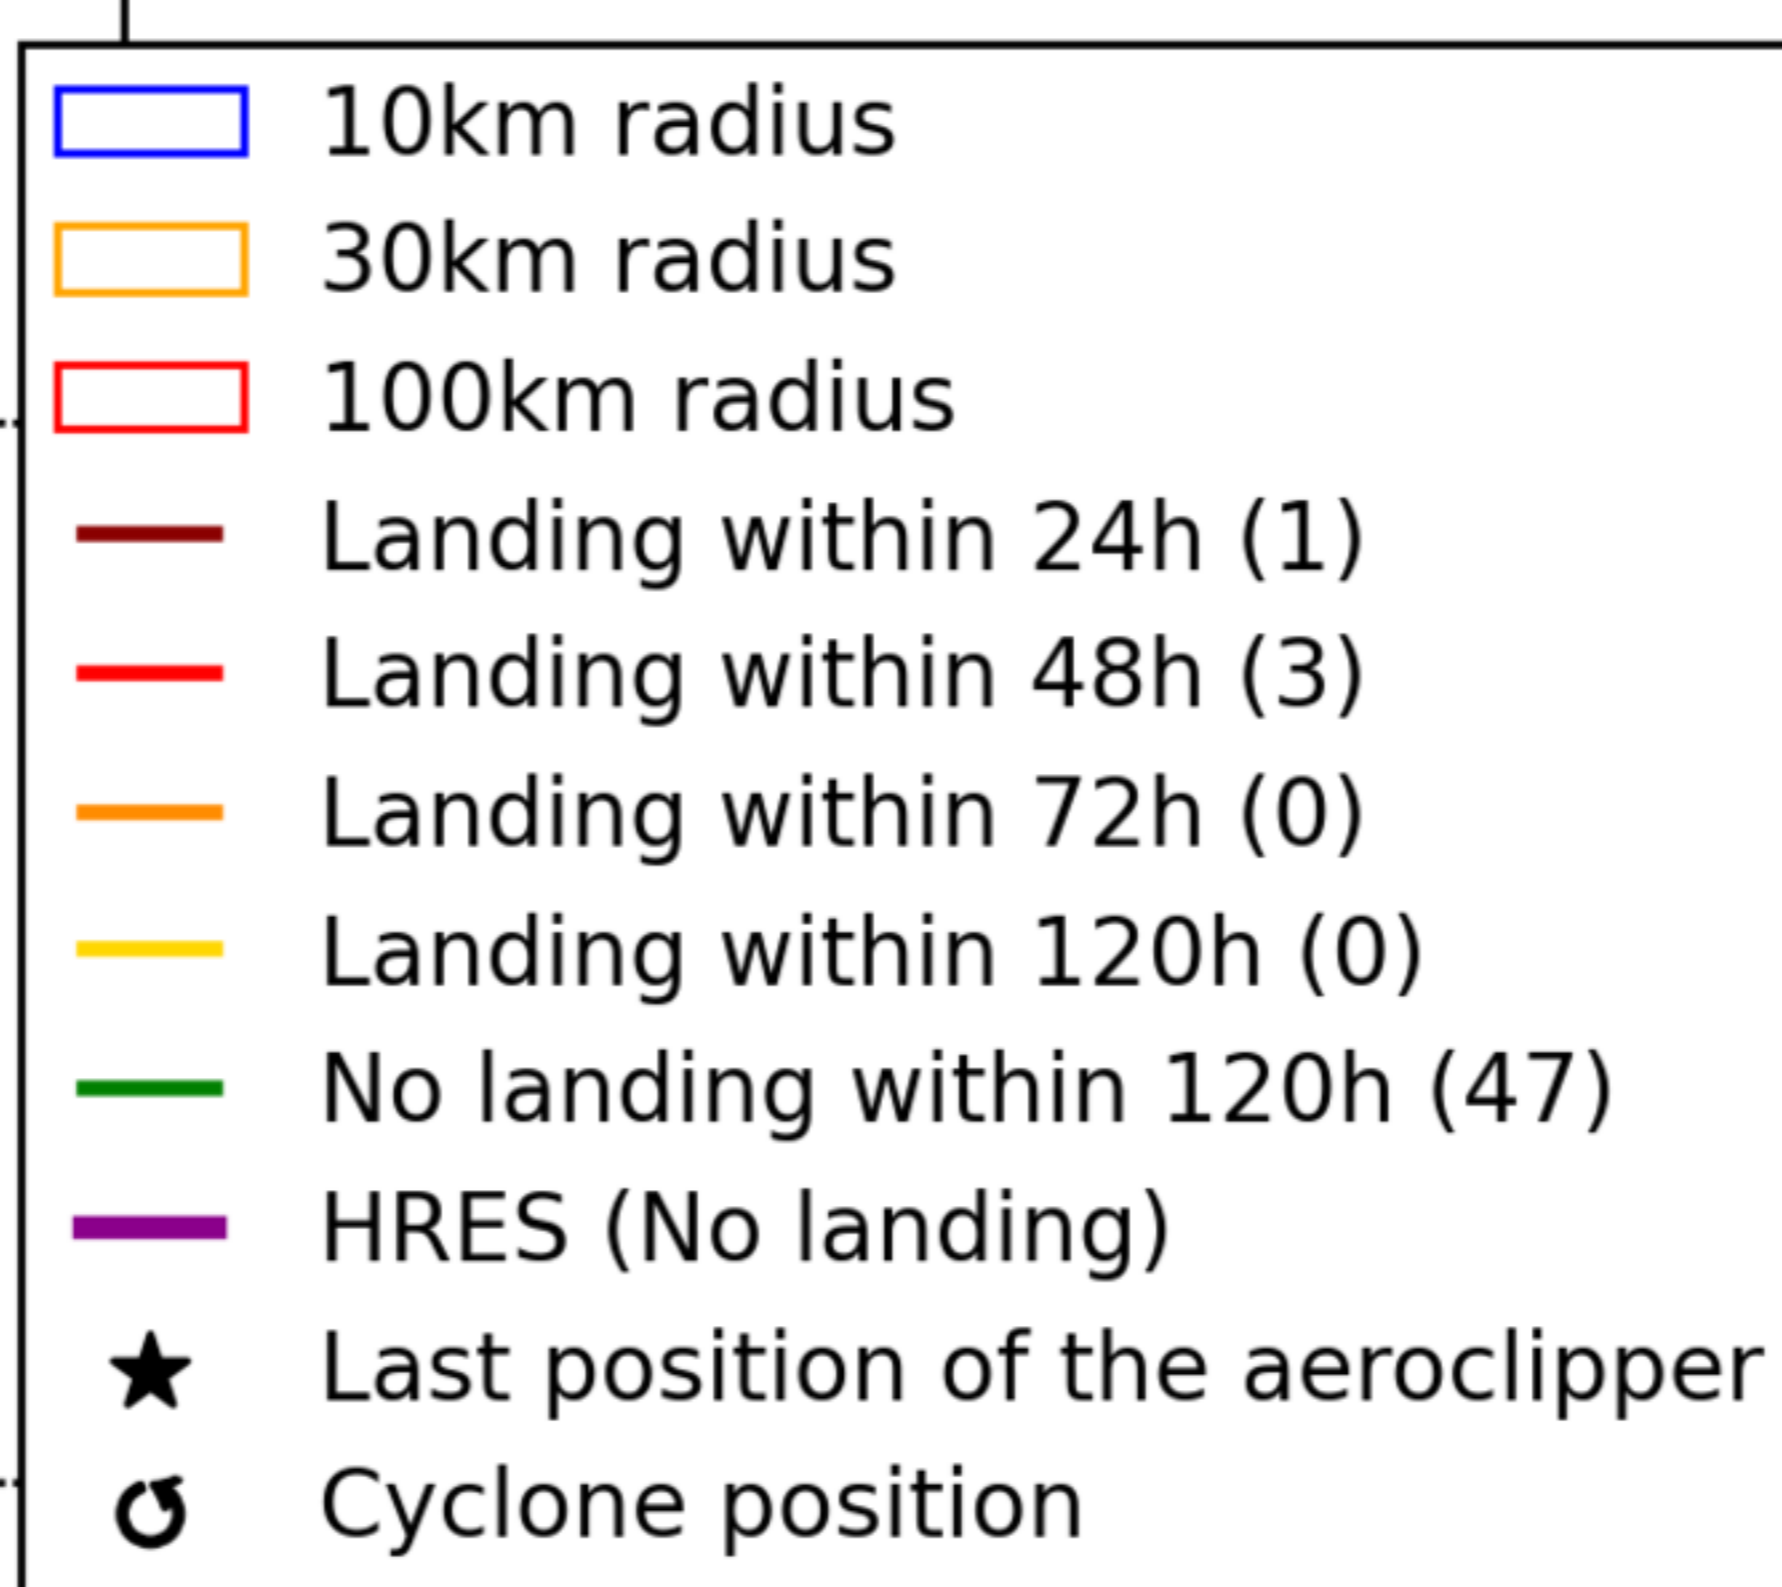 10km radius
30km radius
100km radius
Landing within 24h (1)
Landing within 48h (3)
Landing within 72h (0)
Landing within 120h (0)
No landing within 120h (47)
HRES (No landing)
Last position of the aeroclipper
Cyclone position